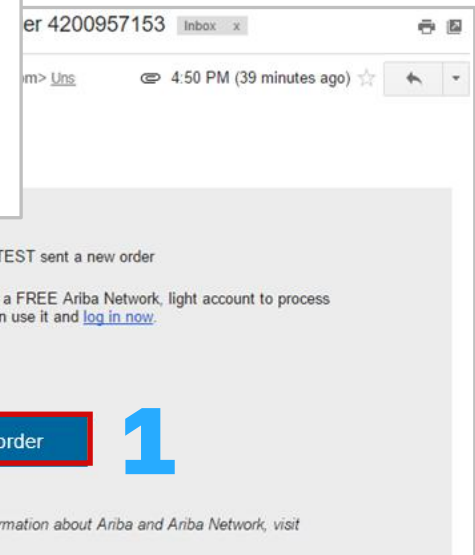 er 4200957153 Inbox x
om> Uns 4:50 PM (39 minutes ago)
TEST sent a new order
a FREE Ariba Network, light account to process
n use it and log in now.
order
1
rmation about Ariba and Ariba Network, visit